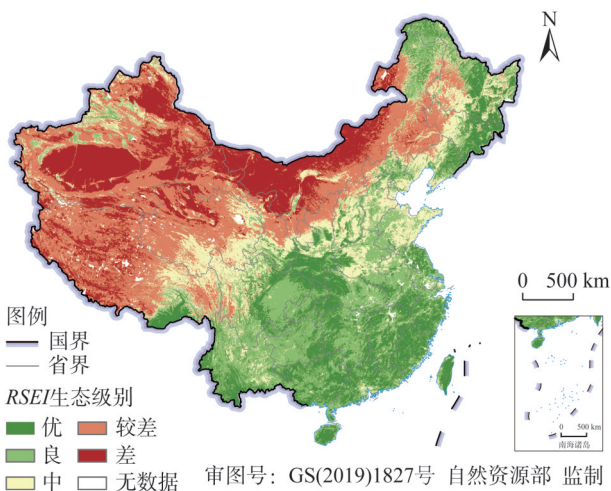 N
0 500 km
图例
国界
省界
RSEI生态级别
优 较差
良 差
中 无数据
0 500 km
南海诸岛
审图号：GS(2019)1827号 自然资源部 监制